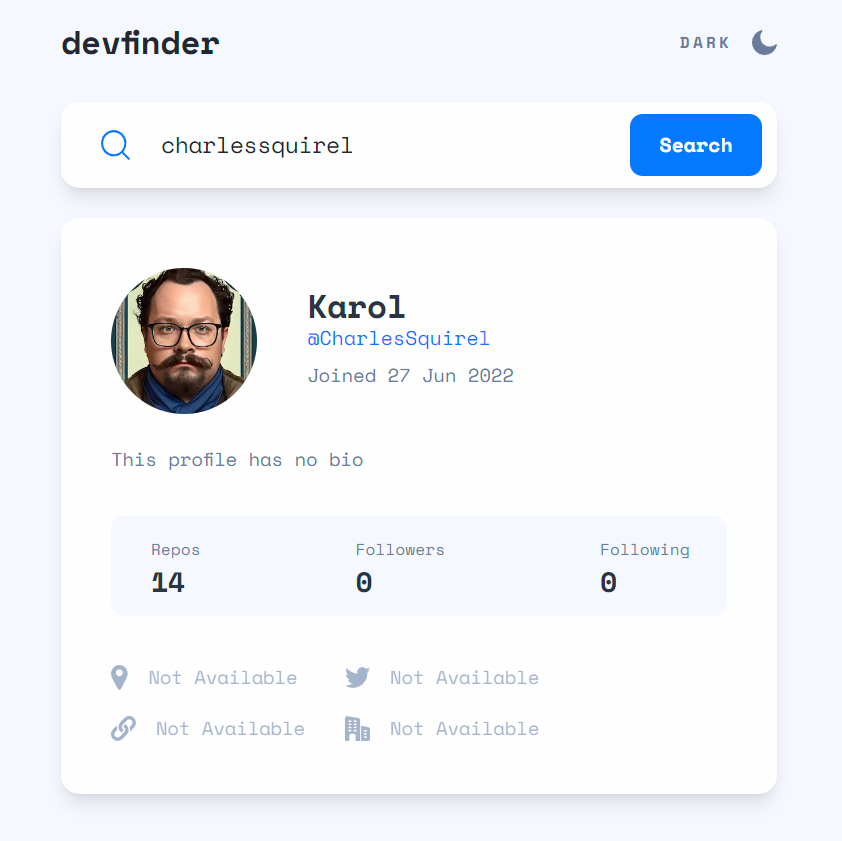 devfinder
DARK
charlessquirel
Search
Karol
@CharlesSquirel
Joined 27 Jun 2022
This profile has no bio
Repos Followers Following
14 0 0
Not Available Not Available
Not Available Not Available